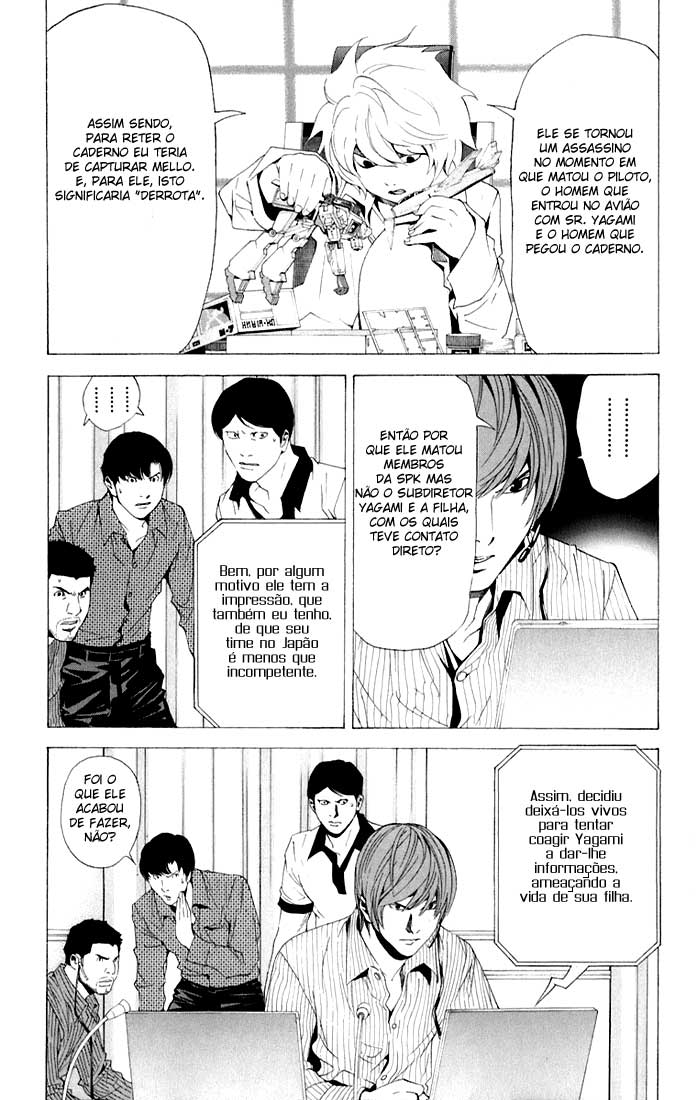 ELE SE TORNOU
UM ASSASSINO
NO MOMENTO EM
QUE MATOU O PILOTO,
O HOMEM QUE
ENTROU NO AVIÃO
COM SR. YAGAMI
E O HOMEM QUE
PEGOU O CADERNO.
ASSIM SENDO,
PARA RETER O
CADERNO EU TERIA
DE CAPTURAR MELLO.
E, PARA ELE, ISTO
SIGNIFICARIA "DERROTA".
ENTÃO POR
QUE ELE MATOU
MEMBROS
DA SPK MAS
NÃO O SUBDIRETOR
YAGAMI E A FILHA,
COM OS QUAIS
TEVE CONTATO
DIRETO?
Bem, por algum
motivo ele tem a
impressão, que
também eu tenho,
de que seu
time no Japão
é menos que
incompetente.
Assim, decidiu
deixá-los vivos
para tentar
coagir Yagami
a dar-lhe
informações,
ameaçando a
vida de sua filha.
FOI O
QUE ELE
ACABOU
DE FAZER,
NÃO?